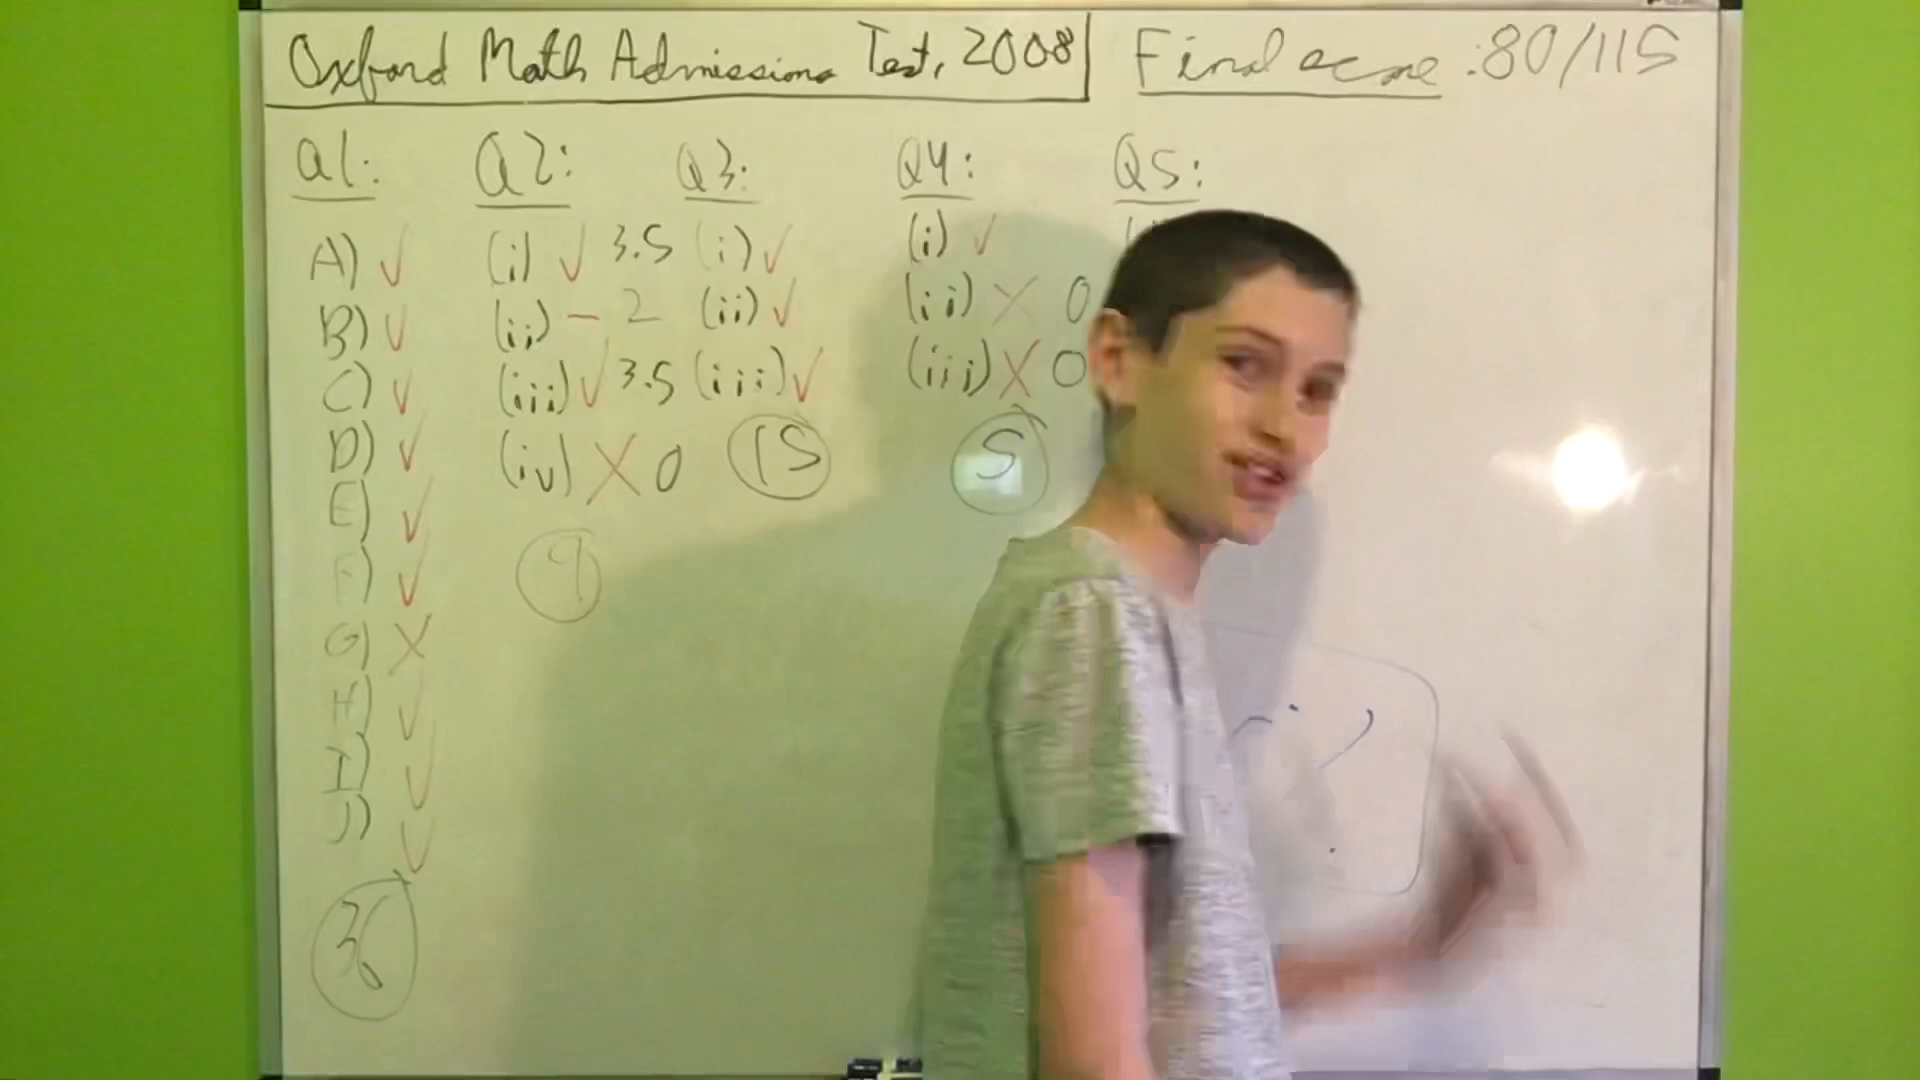 Oxford Math Admissions Test, 2008
Final score : 80/115
Q1:
A) ✓
B) ✓
C) ✓
D) ✓
E) ✓
F) ✓
G) X
H) ✓
I) ✓
J) ✓
36
Q2:
(i) ✓ 3.5
(ii) - 2
(iii) ✓ 3.5
(iv) X 0
9
Q3:
(i) ✓
(ii) ✓
(iii) ✓
15
Q4:
(i) ✓
(ii) X 0
(iii) X 0
5
Q5: